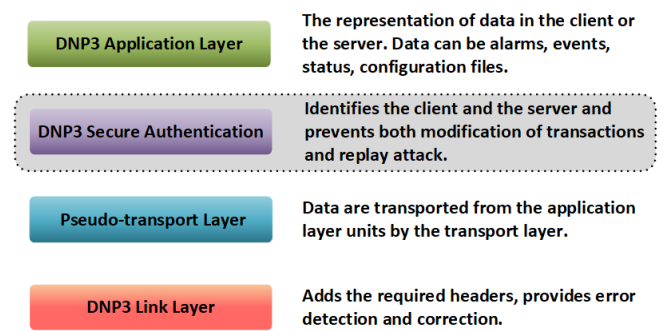 DNP3 Application Layer
The representation of data in the client or
the server. Data can be alarms, events,
status, configuration files.
DNP3 Secure Authentication
Identifies the client and the server and
prevents both modification of transactions
and replay attack.
Pseudo-transport Layer
Data are transported from the application
layer units by the transport layer.
DNP3 Link Layer
Adds the required headers, provides error
detection and correction.